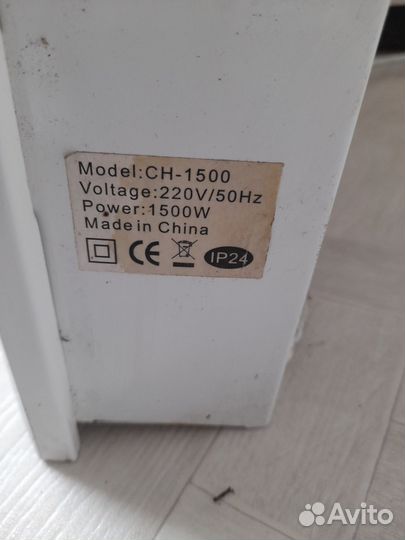 Model:CH-1500
Voltage:220V/50Hz
Power:1500W
Made in China
CE IP24
Avito